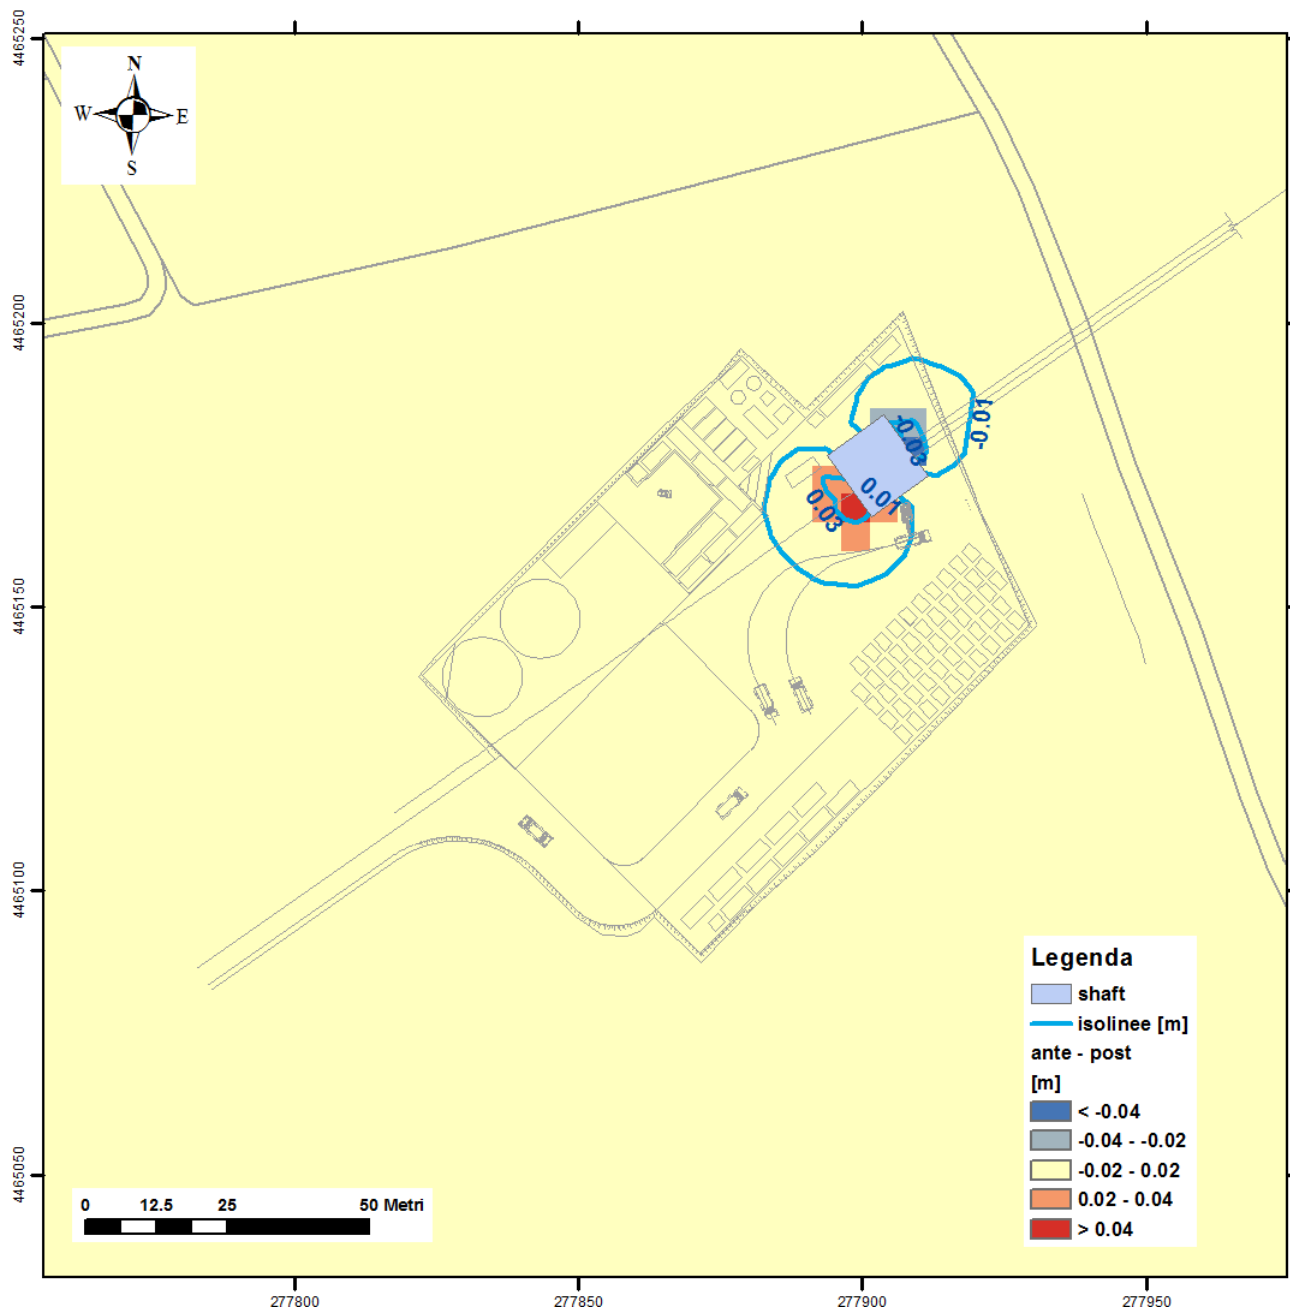 4465250
N
W E
S
4465200
-0.01
-0.03
0.01
0.03
4465150
4465100
Legenda
shaft
isolinee [m]
ante - post
[m]
< -0.04
-0.04 - -0.02
-0.02 - 0.02
0.02 - 0.04
> 0.04
4465050
0 12.5 25 50 Metri
277800 277850 277900 277950